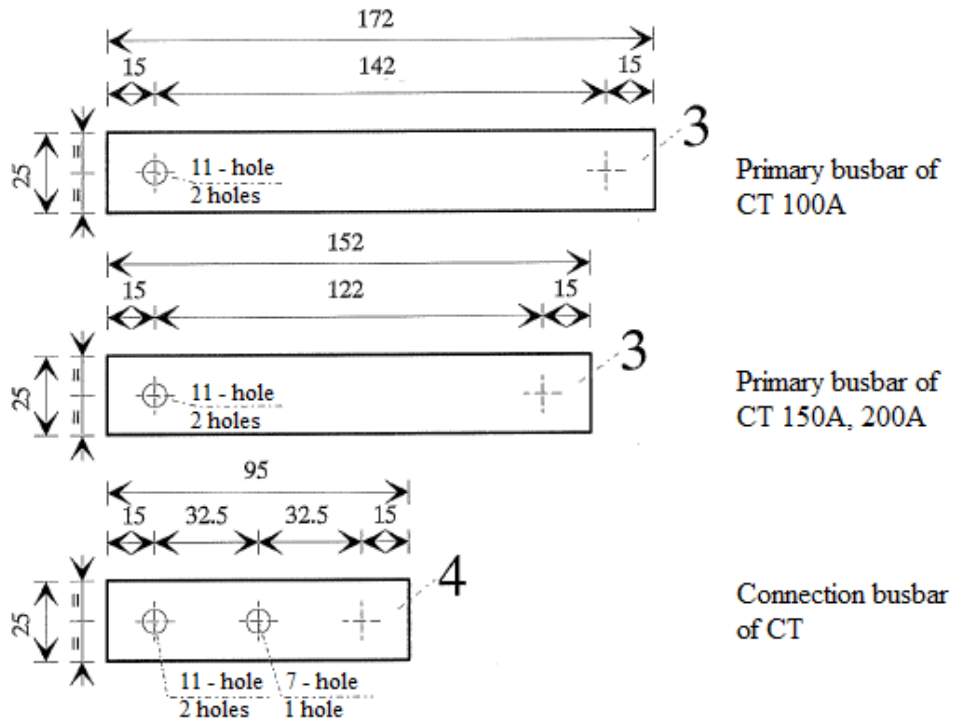 172
15 142 15
3
25
=
=
11 - hole
2 holes
Primary busbar of
CT 100A
152
15 122 15
3
25
=
=
11 - hole
2 holes
Primary busbar of
CT 150A, 200A
95
15 32.5 32.5 15
4
25
=
=
11 - hole 7 - hole
2 holes 1 hole
Connection busbar
of CT